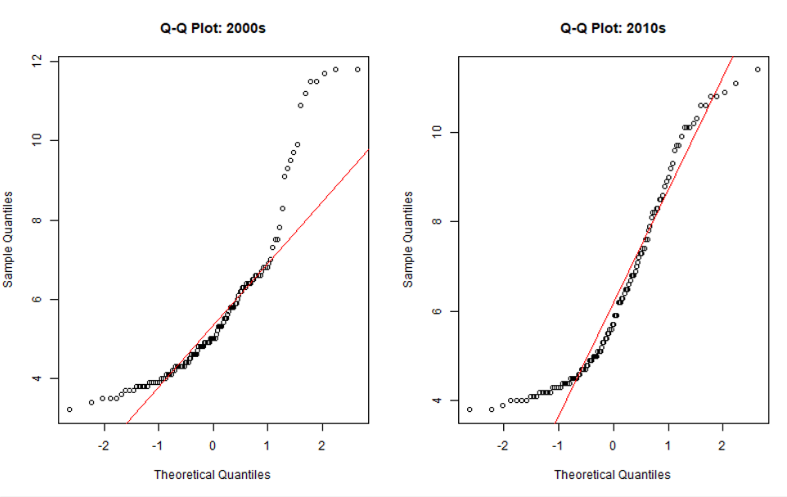 Q-Q Plot: 2000s
Sample Quantiles
12
10
8
6
4
-2 -1 0 1 2
Theoretical Quantiles
Q-Q Plot: 2010s
Sample Quantiles
10
8
6
4
-2 -1 0 1 2
Theoretical Quantiles